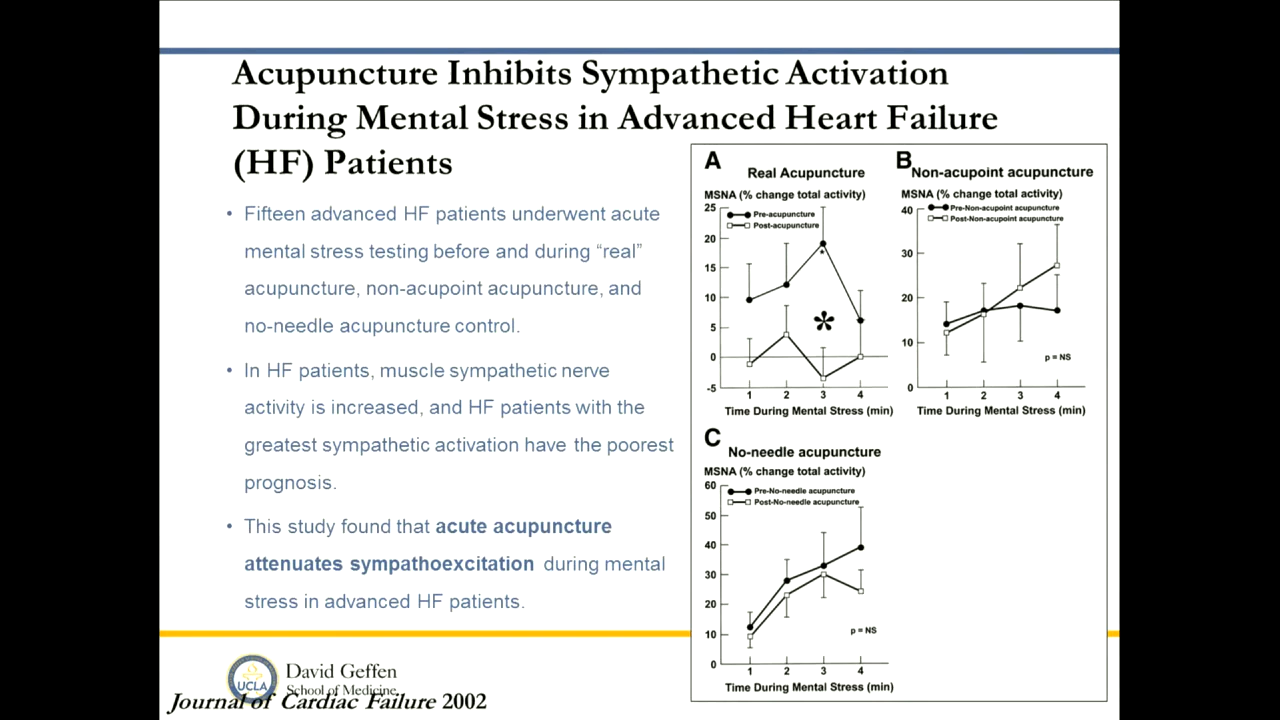 Acupuncture Inhibits Sympathetic Activation
During Mental Stress in Advanced Heart Failure
(HF) Patients
• Fifteen advanced HF patients underwent acute
mental stress testing before and during “real”
acupuncture, non-acupoint acupuncture, and
no-needle acupuncture control.
• In HF patients, muscle sympathetic nerve
activity is increased, and HF patients with the
greatest sympathetic activation have the poorest
prognosis.
• This study found that acute acupuncture
attenuates sympathoexcitation during mental
stress in advanced HF patients.
A
Real Acupuncture
MSNA (% change total activity)
25
20
15
10
5
0
-5
Pre-acupuncture
Post-acupuncture
*
*
1 2 3 4
Time During Mental Stress (min)
B
Non-acupoint acupuncture
MSNA (% change total activity)
40
30
20
10
0
Pre-Non-acupoint acupuncture
Post-Non-acupoint acupuncture
p = NS
1 2 3 4
Time During Mental Stress (min)
C
No-needle acupuncture
MSNA (% change total activity)
60
50
40
30
20
10
0
Pre-No-needle acupuncture
Post-No-needle acupuncture
p = NS
1 2 3 4
Time During Mental Stress (min)
UCLA
David Geffen
School of Medicine
Journal of Cardiac Failure 2002